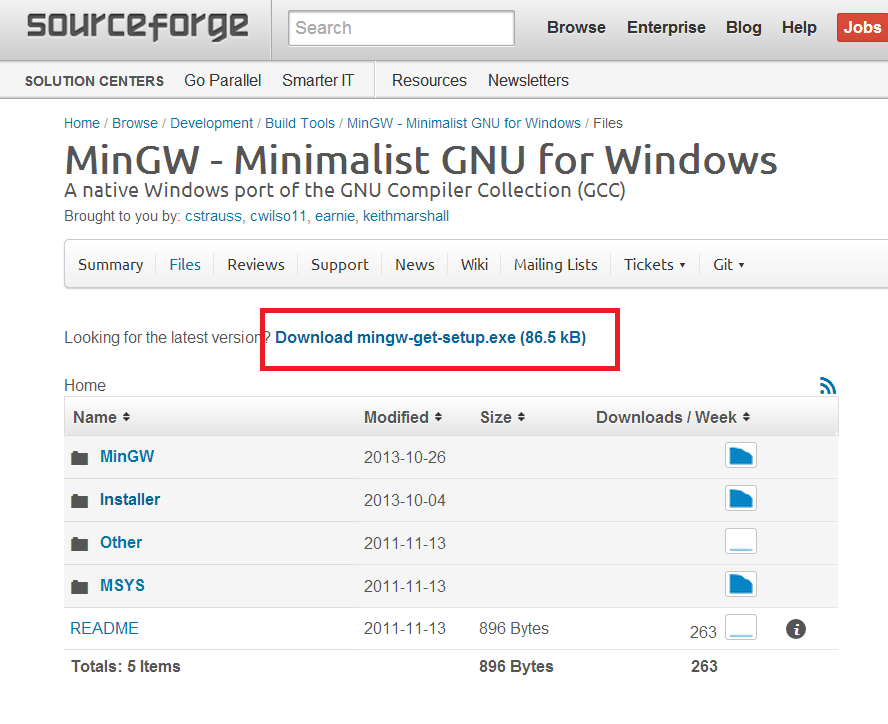 sourceforge Search Browse Enterprise Blog Help Jobs
SOLUTION CENTERS Go Parallel Smarter IT Resources Newsletters
Home / Browse / Development / Build Tools / MinGW - Minimalist GNU for Windows / Files
MinGW - Minimalist GNU for Windows
A native Windows port of the GNU Compiler Collection (GCC)
Brought to you by: cstrauss, cwilso11, earnie, keithmarshall
Summary Files Reviews Support News Wiki Mailing Lists Tickets ▾ Git ▾
Looking for the latest version? Download mingw-get-setup.exe (86.5 kB)
Home
Name Modified Size Downloads / Week
MinGW 2013-10-26
Installer 2013-10-04
Other 2011-11-13
MSYS 2011-11-13
README 2011-11-13 896 Bytes 263 i
Totals: 5 Items 896 Bytes 263